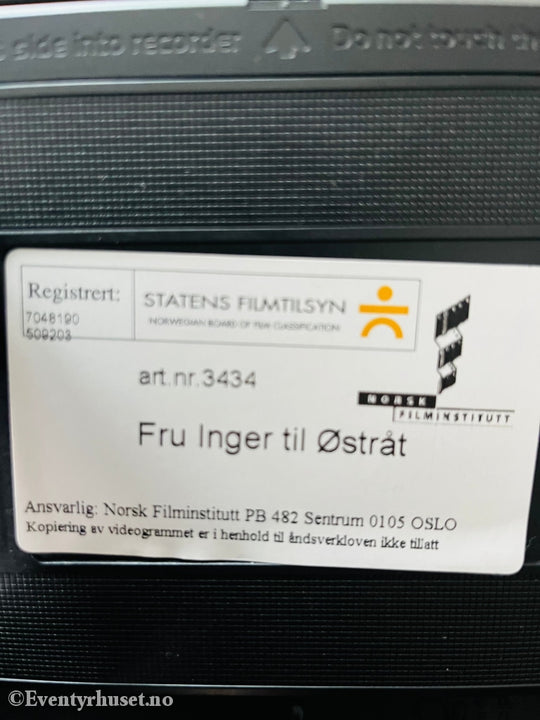 side into recorder Do not touch th
Registrert:
7048190
509203
STATENS FILMTILSYN
NORWEGIAN BOARD OF FILM CLASSIFICATION
art.nr.3434
NORSK
FILMINSTITUTT
Fru Inger til Østråt
Ansvarlig: Norsk Filminstitutt PB 482 Sentrum 0105 OSLO
Kopiering av videogrammet er i henhold til åndsverkloven ikke tillatt
©Eventyrhuset.no